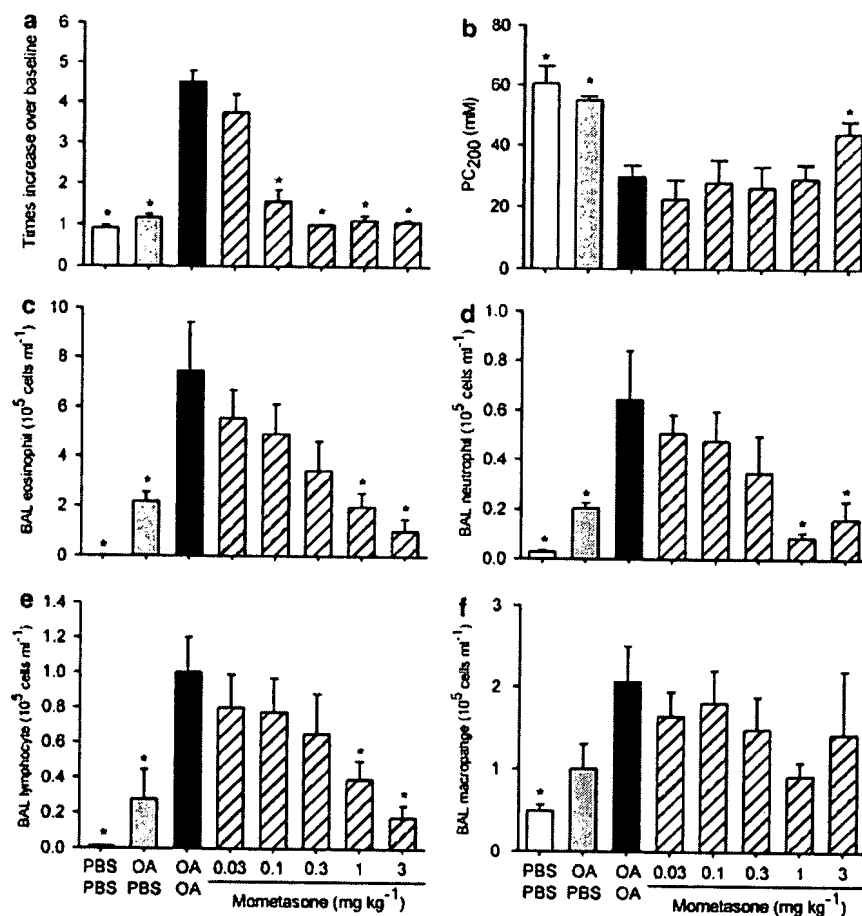 a
Times increase over baseline
6
5
4
3
2
1
0
* * * * * *
b
PC200 (mM)
80
60
40
20
0
* * *
c
BAL eosinophil (10^5 cells ml^-1)
10
8
6
4
2
0
* * * *
d
BAL neutrophil (10^5 cells ml^-1)
1.0
0.8
0.6
0.4
0.2
0.0
* * * *
e
BAL lymphocyte (10^5 cells ml^-1)
1.4
1.2
1.0
0.8
0.6
0.4
0.2
0.0
* * * *
PBS OA OA 0.03 0.1 0.3 1 3
PBS PBS OA
Mometasone (mg kg^-1)
f
BAL macropange (10^5 cells ml^-1)
3
2
1
0
*
PBS OA OA 0.03 0.1 0.3 1 3
PBS PBS OA
Mometasone (mg kg^-1)